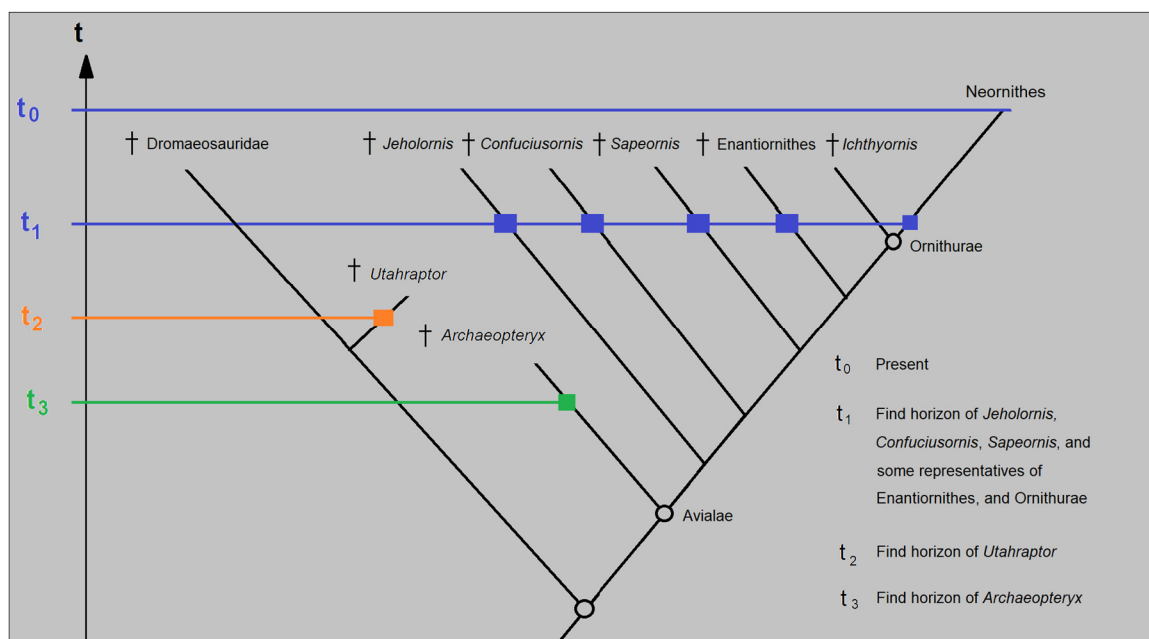 t
t0
Neornithes
† Dromaeosauridae
† Jeholornis
† Confuciusornis
† Sapeornis
† Enantiornithes
† Ichthyornis
t1
Ornithurae
† Utahraptor
t2
† Archaeopteryx
t3
Avialae
t0 Present
t1 Find horizon of Jeholornis,
Confuciusornis, Sapeornis, and
some representatives of
Enantiornithes, and Ornithurae
t2 Find horizon of Utahraptor
t3 Find horizon of Archaeopteryx